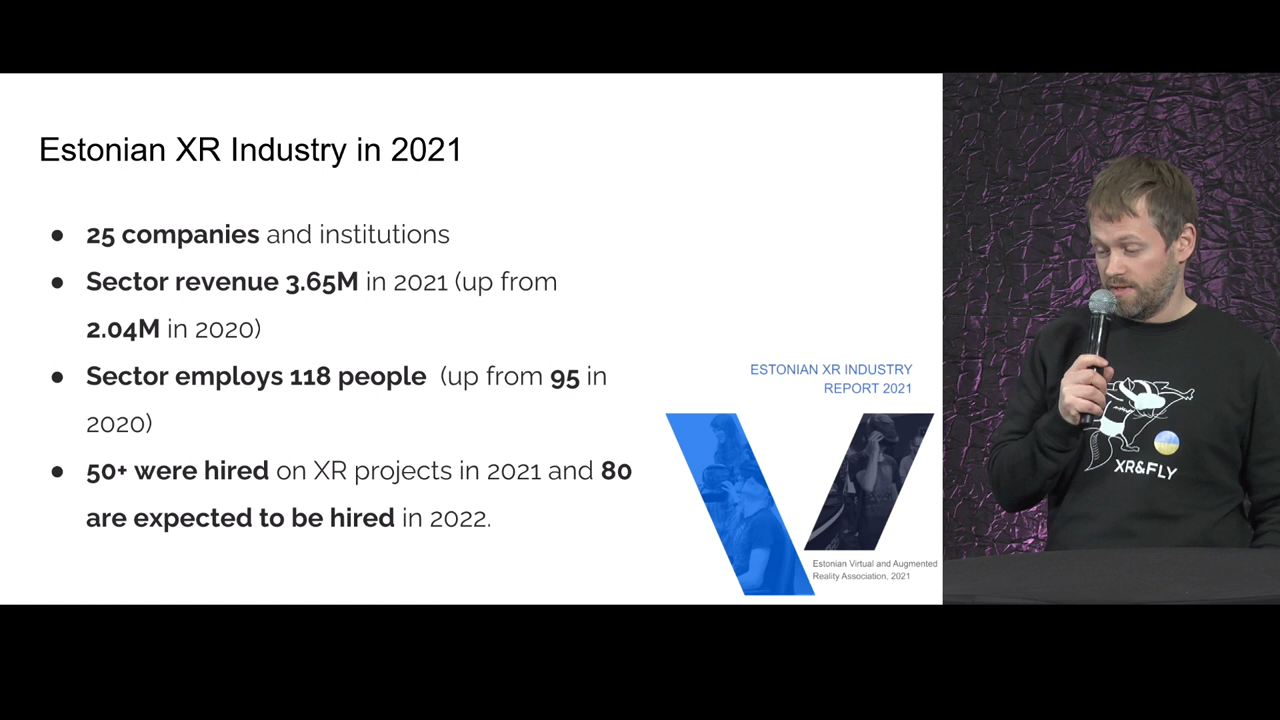 Estonian XR Industry in 2021
● 25 companies and institutions
● Sector revenue 3.65M in 2021 (up from
2.04M in 2020)
● Sector employs 118 people (up from 95 in
2020)
● 50+ were hired on XR projects in 2021 and 80
are expected to be hired in 2022.
ESTONIAN XR INDUSTRY
REPORT 2021
Estonian Virtual and Augmented
Reality Association, 2021
XR&FLY